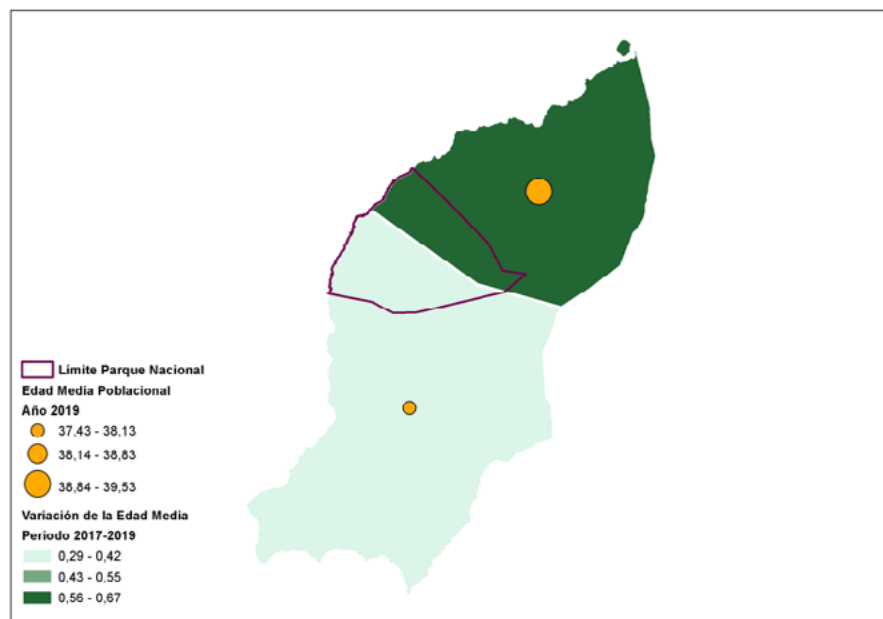 Límite Parque Nacional
Edad Media Poblacional
Año 2019
37,43 - 38,13
38,14 - 38,83
38,84 - 39,53
Variación de la Edad Media
Periodo 2017-2019
0,29 - 0,42
0,43 - 0,55
0,56 - 0,67